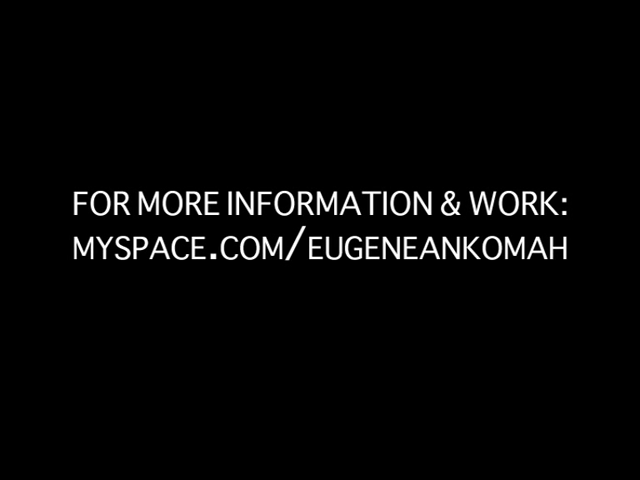 FOR MORE INFORMATION & WORK:
MYSPACE.COM/EUGENEANKOMAH